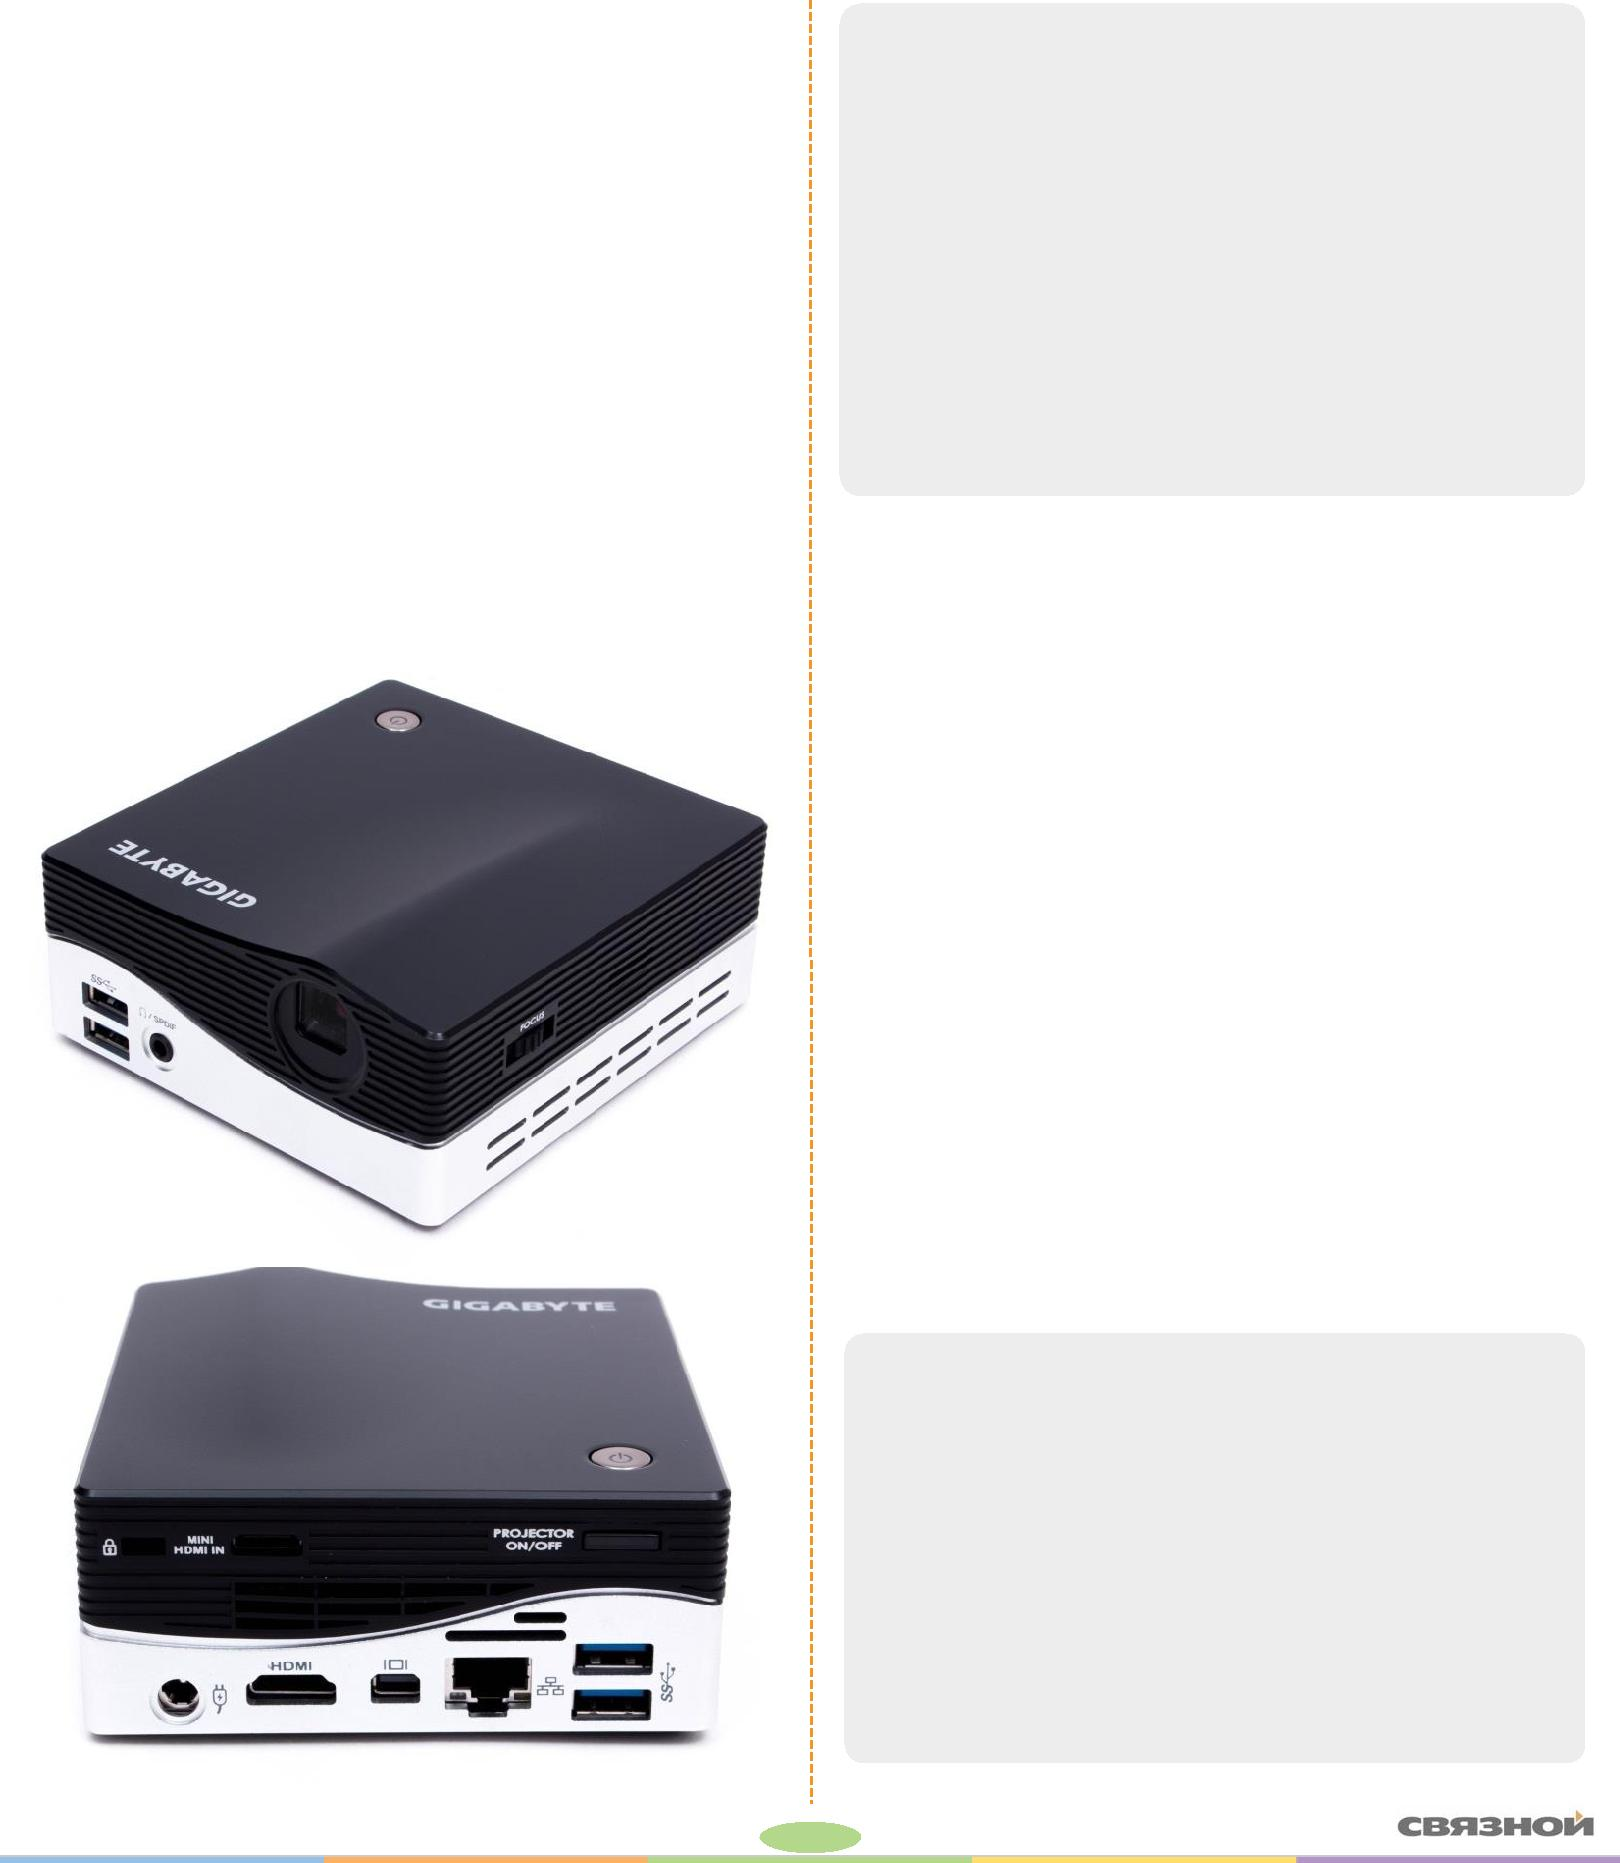 GIGABYTE
SS
/ SPDIF
FOCUS
GIGABYTE
MINI
HDMI IN
PROJECTOR
ON/OFF
HDMI
SS
СВЯЗНОЙ